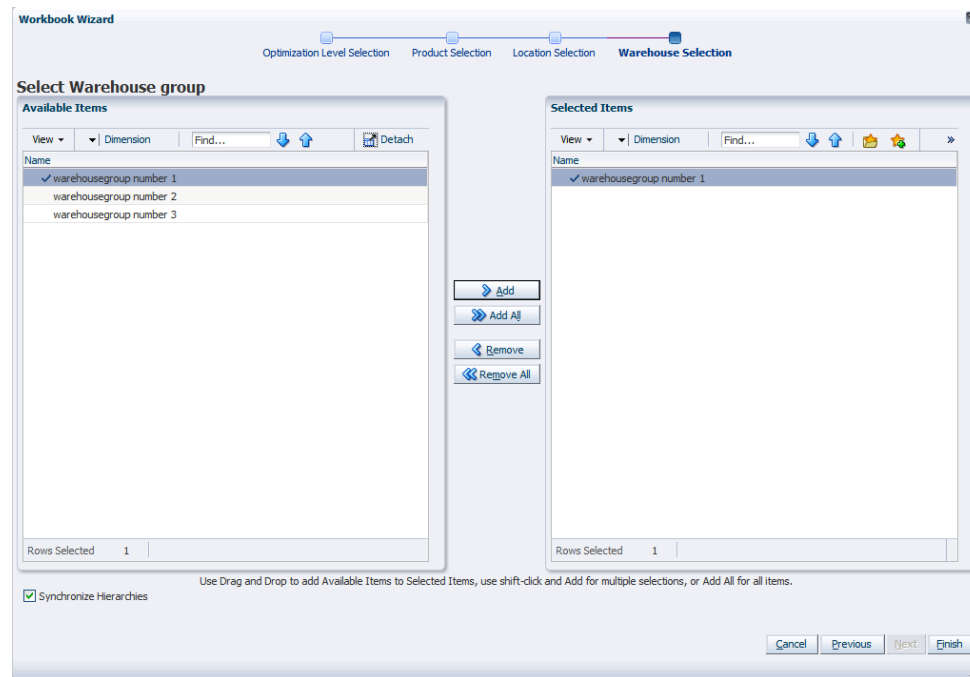 Workbook Wizard
Optimization Level Selection Product Selection Location Selection Warehouse Selection
Select Warehouse group
Available Items
View Dimension Find... Detach
Name
warehousegroup number 1
warehousegroup number 2
warehousegroup number 3
Rows Selected 1
Add
Add All
Remove
Remove All
Selected Items
View Dimension Find... »
Name
warehousegroup number 1
Rows Selected 1
Use Drag and Drop to add Available Items to Selected Items, use shift-click and Add for multiple selections, or Add All for all items.
Synchronize Hierarchies
Cancel Previous Next Finish